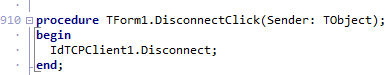 910 procedure TForm1.DisconnectClick(Sender: TObject);
begin
IdTCPClient1.Disconnect;
end;